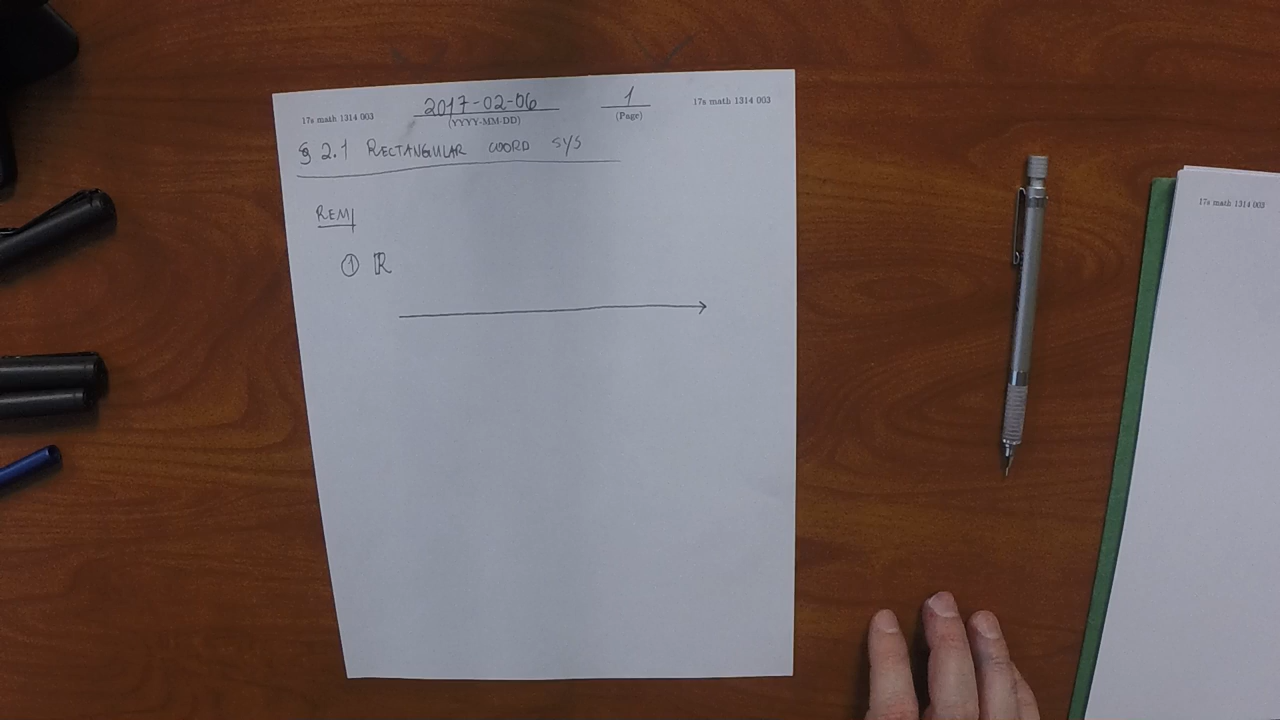 17s math 1314 003 2017-02-06 1 17s math 1314 003
(YYYY-MM-DD) (Page)
§ 2.1 RECTANGULAR COORD SYS
REM
① ℝ
17s math 1314 003